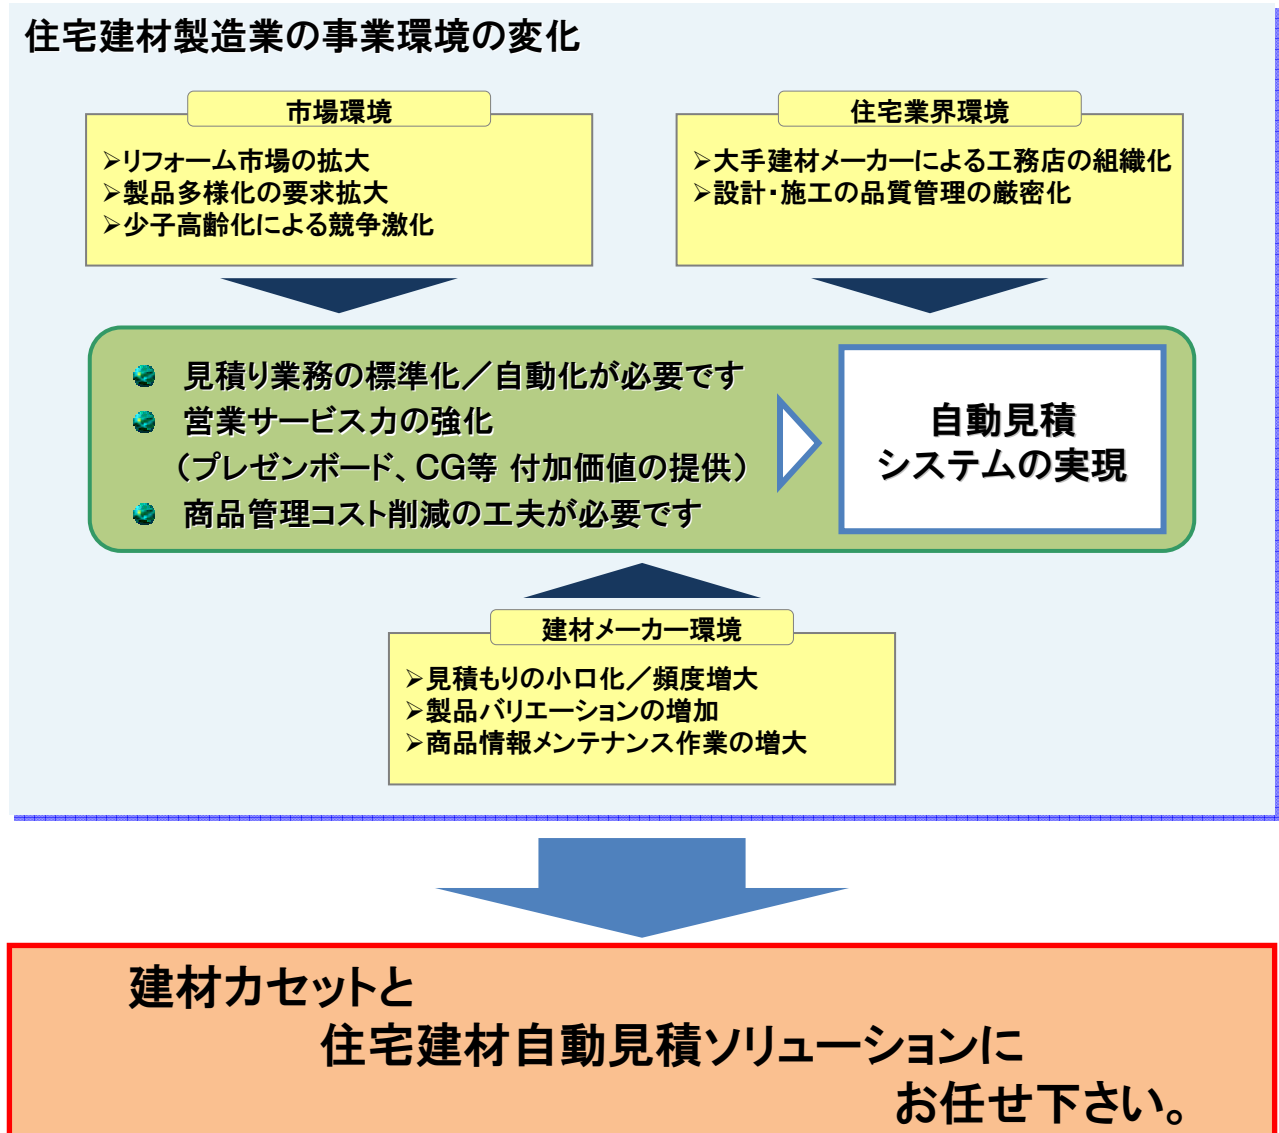 住宅建材製造業の事業環境の変化
市場環境
➢リフォーム市場の拡大
➢製品多様化の要求拡大
➢少子高齢化による競争激化
住宅業界環境
➢大手建材メーカーによる工務店の組織化
➢設計・施工の品質管理の厳密化
見積り業務の標準化／自動化が必要です
営業サービス力の強化
（プレゼンボード、CG等 付加価値の提供）
商品管理コスト削減の工夫が必要です
自動見積
システムの実現
建材メーカー環境
➢見積もりの小口化／頻度増大
➢製品バリエーションの増加
➢商品情報メンテナンス作業の増大
建材カセットと
住宅建材自動見積ソリューションに
お任せ下さい。